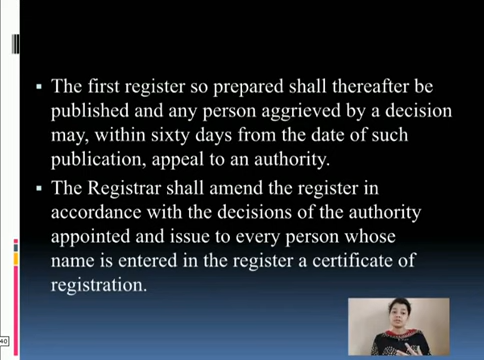 ▪ The first register so prepared shall thereafter be
published and any person aggrieved by a decision
may, within sixty days from the date of such
publication, appeal to an authority.
▪ The Registrar shall amend the register in
accordance with the decisions of the authority
appointed and issue to every person whose
name is entered in the register a certificate of
registration.
40